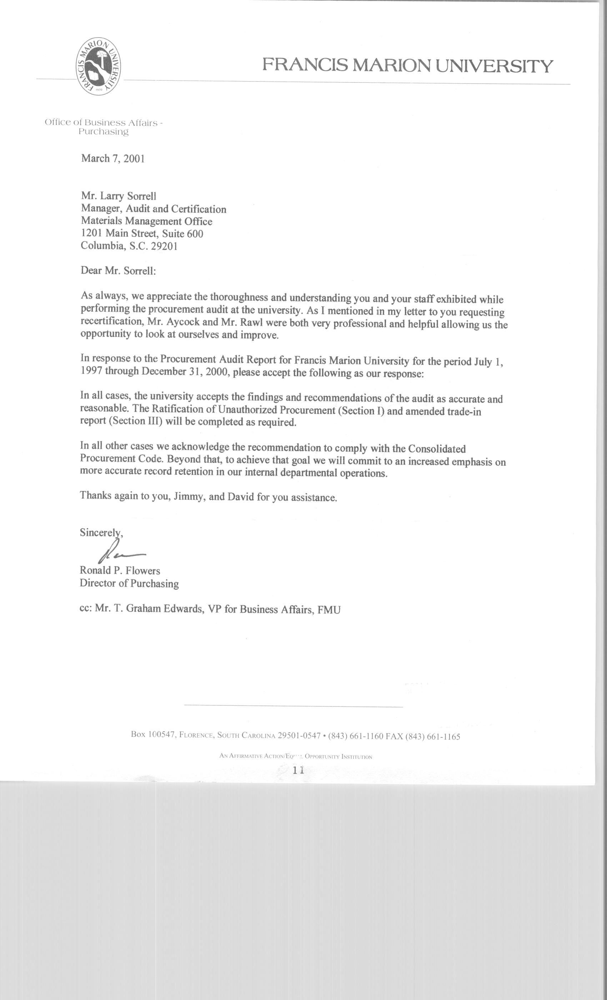 FRANCIS MARION UNIVERSITY
1970
FRANCIS MARION UNIVERSITY
Office of Business Affairs -
Purchasing
March 7, 2001
Mr. Larry Sorrell
Manager, Audit and Certification
Materials Management Office
1201 Main Street, Suite 600
Columbia, S.C. 29201
Dear Mr. Sorrell:
As always, we appreciate the thoroughness and understanding you and your staff exhibited while
performing the procurement audit at the university. As I mentioned in my letter to you requesting
recertification, Mr. Aycock and Mr. Rawl were both very professional and helpful allowing us the
opportunity to look at ourselves and improve.
In response to the Procurement Audit Report for Francis Marion University for the period July 1,
1997 through December 31, 2000, please accept the following as our response:
In all cases, the university accepts the findings and recommendations of the audit as accurate and
reasonable. The Ratification of Unauthorized Procurement (Section I) and amended trade-in
report (Section III) will be completed as required.
In all other cases we acknowledge the recommendation to comply with the Consolidated
Procurement Code. Beyond that, to achieve that goal we will commit to an increased emphasis on
more accurate record retention in our internal departmental operations.
Thanks again to you, Jimmy, and David for you assistance.
Sincerely,
Ronald P. Flowers
Director of Purchasing
cc: Mr. T. Graham Edwards, VP for Business Affairs, FMU
Box 100547, Florence, South Carolina 29501-0547 • (843) 661-1160 FAX (843) 661-1165
An Affirmative Action/ Opportunity Institution
11